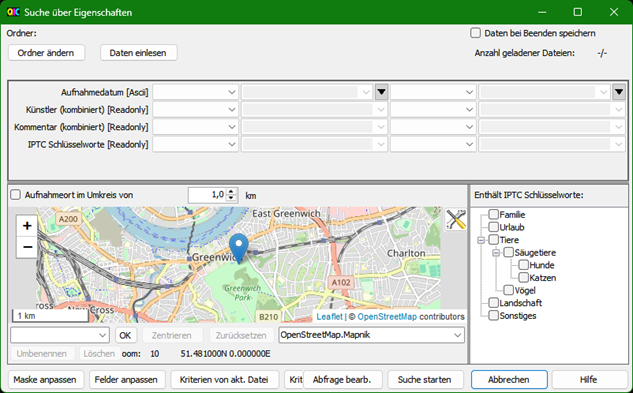 Suche über Eigenschaften
Ordner:
Daten bei Beenden speichern
Ordner ändern
Daten einlesen
Anzahl geladener Dateien: -/-
Aufnahmedatum [Ascii]
Künstler (kombiniert) [Readonly]
Kommentar (kombiniert) [Readonly]
IPTC Schlüsselworte [Readonly]
Aufnahmeort im Umkreis von 1,0 km
Enthält IPTC Schlüsselworte:
Familie
Urlaub
Tiere
Säugetiere
Hunde
Katzen
Vögel
Landschaft
Sonstiges
+
−
A200
East Greenwich
Greenwich
Charlton
Greenwich
Park
A102
B210
Cross
1 km
Leaflet | © OpenStreetMap contributors
OK
Zentrieren
Zurücksetzen
OpenStreetMap.Mapnik
Umbenennen
Löschen
oom: 10 51.481000N 0.000000E
Maske anpassen
Felder anpassen
Kriterien von akt. Datei
Krit
Abfrage bearb.
Suche starten
Abbrechen
Hilfe